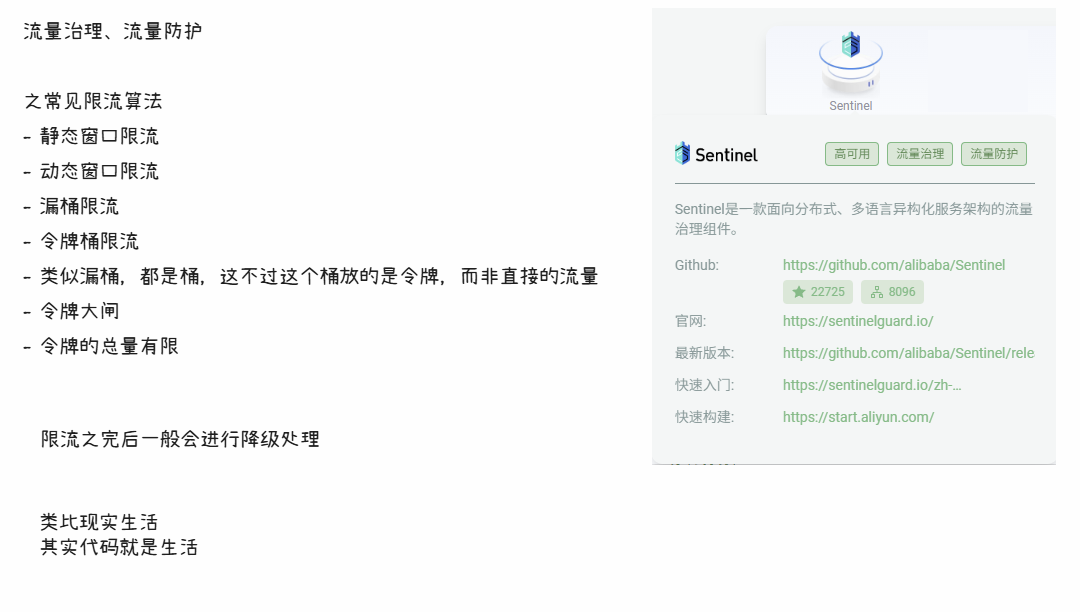 流量治理、流量防护
之常见限流算法
- 静态窗口限流
- 动态窗口限流
- 漏桶限流
- 令牌桶限流
- 类似漏桶，都是桶，这不过这个桶放的是令牌，而非直接的流量
- 令牌大闸
- 令牌的总量有限
限流之完后一般会进行降级处理
类比现实生活
其实代码就是生活
Sentinel
Sentinel 高可用 流量治理 流量防护
Sentinel是一款面向分布式、多语言异构化服务架构的流量
治理组件。
Github: https://github.com/alibaba/Sentinel
22725 8096
官网: https://sentinelguard.io/
最新版本: https://github.com/alibaba/Sentinel/rele
快速入门: https://sentinelguard.io/zh-...
快速构建: https://start.aliyun.com/